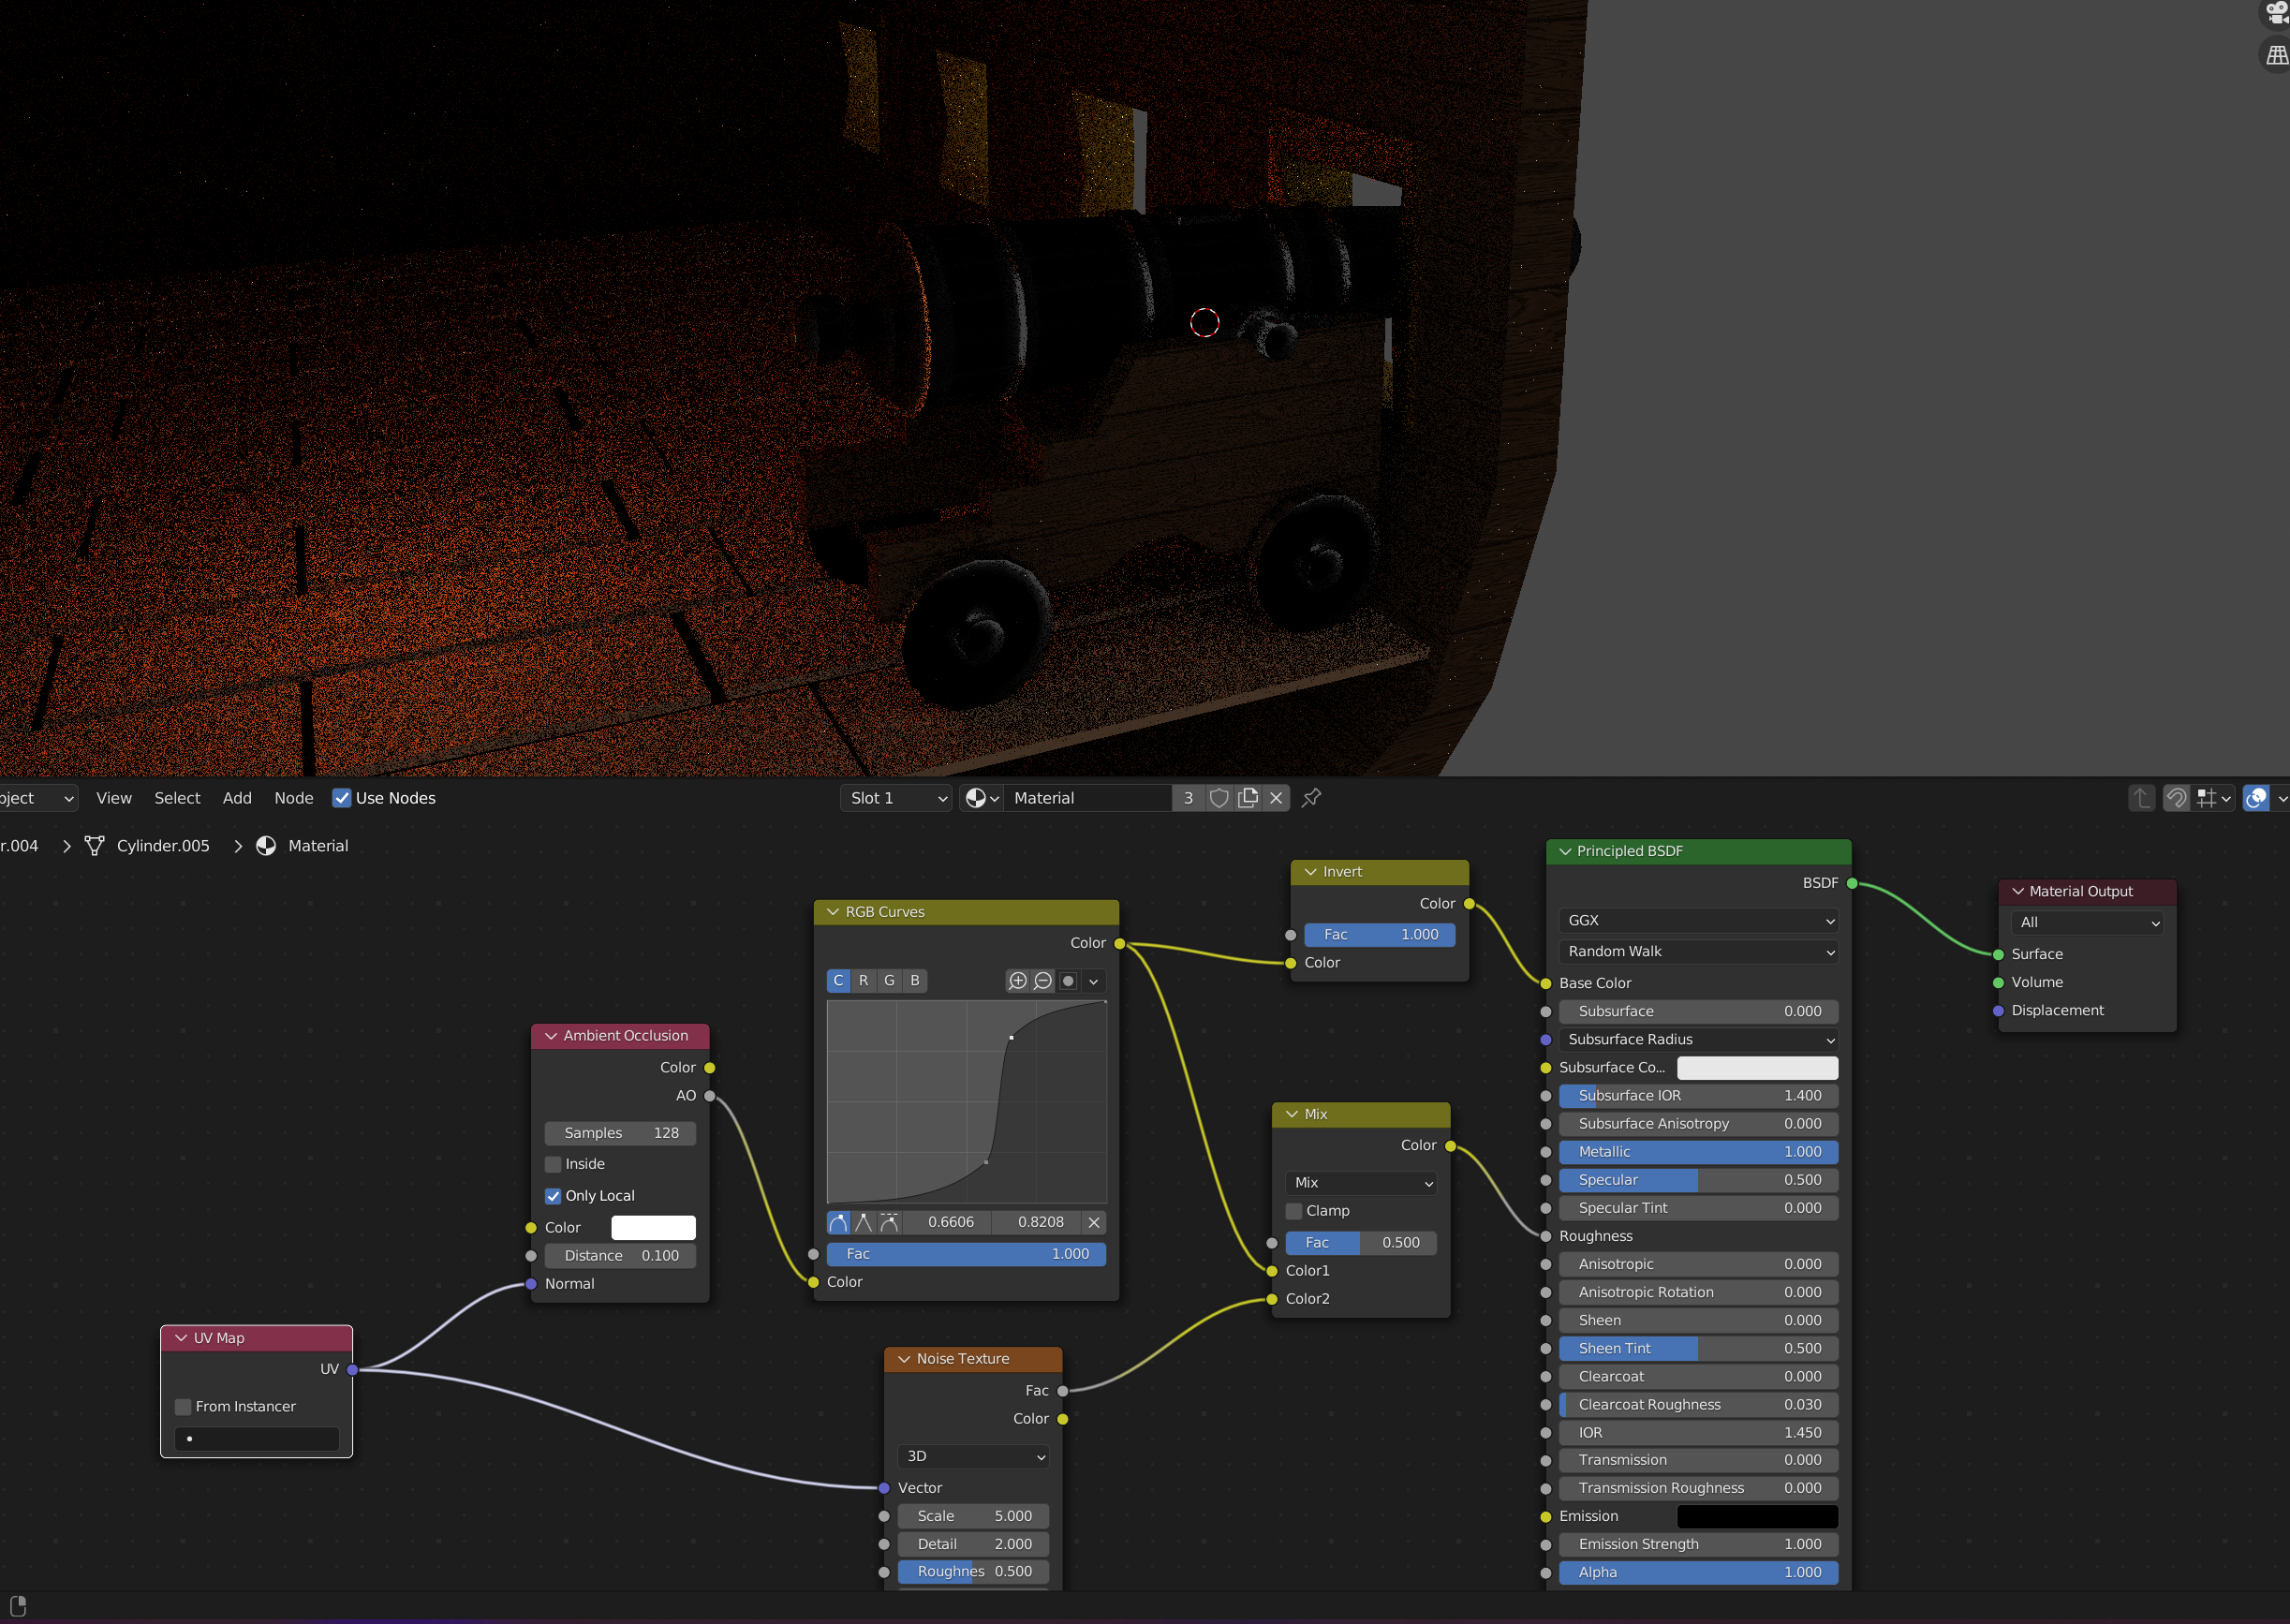 bject View Select Add Node Use Nodes Slot 1 Material 3
r.004 > Cylinder.005 > Material
Ambient Occlusion
Color
AO
Samples 128
Inside
Only Local
Color
Distance 0.100
Normal
UV Map
UV
From Instancer
RGB Curves
Color
C R G B
0.6606 0.8208
Fac 1.000
Color
Noise Texture
Fac
Color
3D
Vector
Scale 5.000
Detail 2.000
Roughnes 0.500
Invert
Color
Fac 1.000
Color
Mix
Color
Mix
Clamp
Fac 0.500
Color1
Color2
Principled BSDF
BSDF
GGX
Random Walk
Base Color
Subsurface 0.000
Subsurface Radius
Subsurface Co...
Subsurface IOR 1.400
Subsurface Anisotropy 0.000
Metallic 1.000
Specular 0.500
Specular Tint 0.000
Roughness
Anisotropic 0.000
Anisotropic Rotation 0.000
Sheen 0.000
Sheen Tint 0.500
Clearcoat 0.000
Clearcoat Roughness 0.030
IOR 1.450
Transmission 0.000
Transmission Roughness 0.000
Emission
Emission Strength 1.000
Alpha 1.000
Material Output
All
Surface
Volume
Displacement